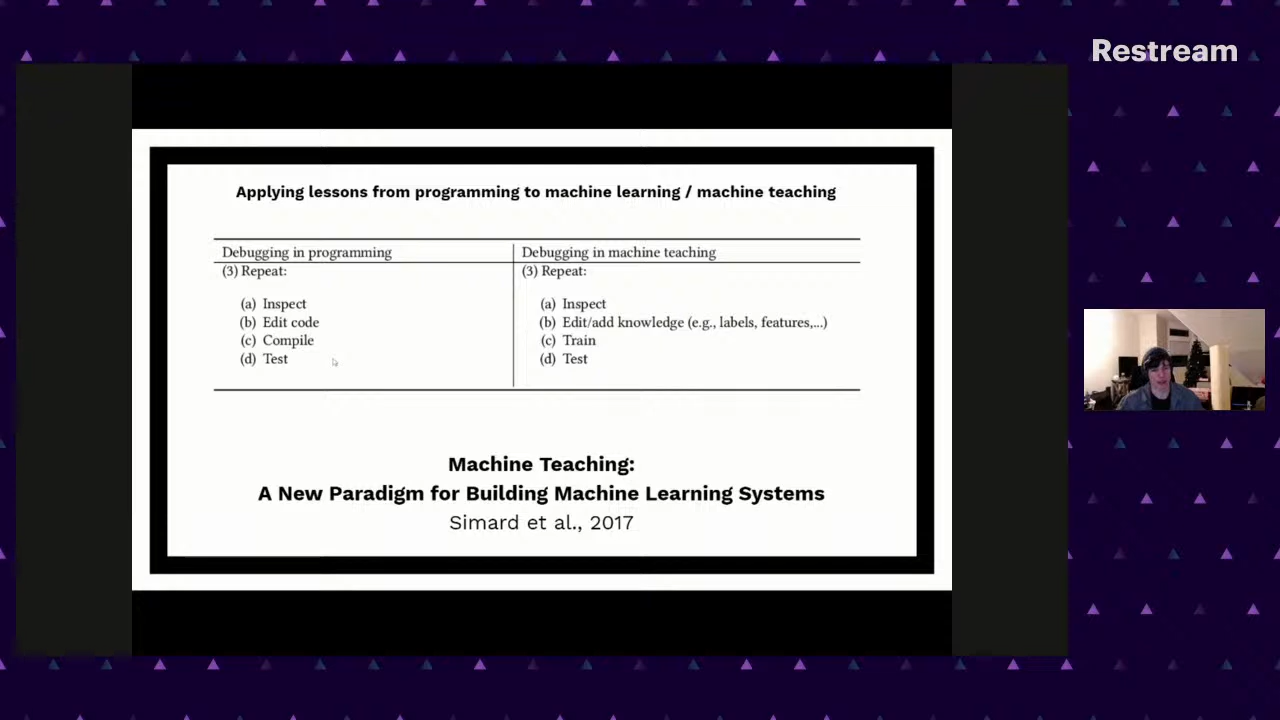 Restream
Applying lessons from programming to machine learning / machine teaching
Debugging in programming
(3) Repeat:
(a) Inspect
(b) Edit code
(c) Compile
(d) Test
Debugging in machine teaching
(3) Repeat:
(a) Inspect
(b) Edit/add knowledge (e.g., labels, features,...)
(c) Train
(d) Test
Machine Teaching:
A New Paradigm for Building Machine Learning Systems
Simard et al., 2017